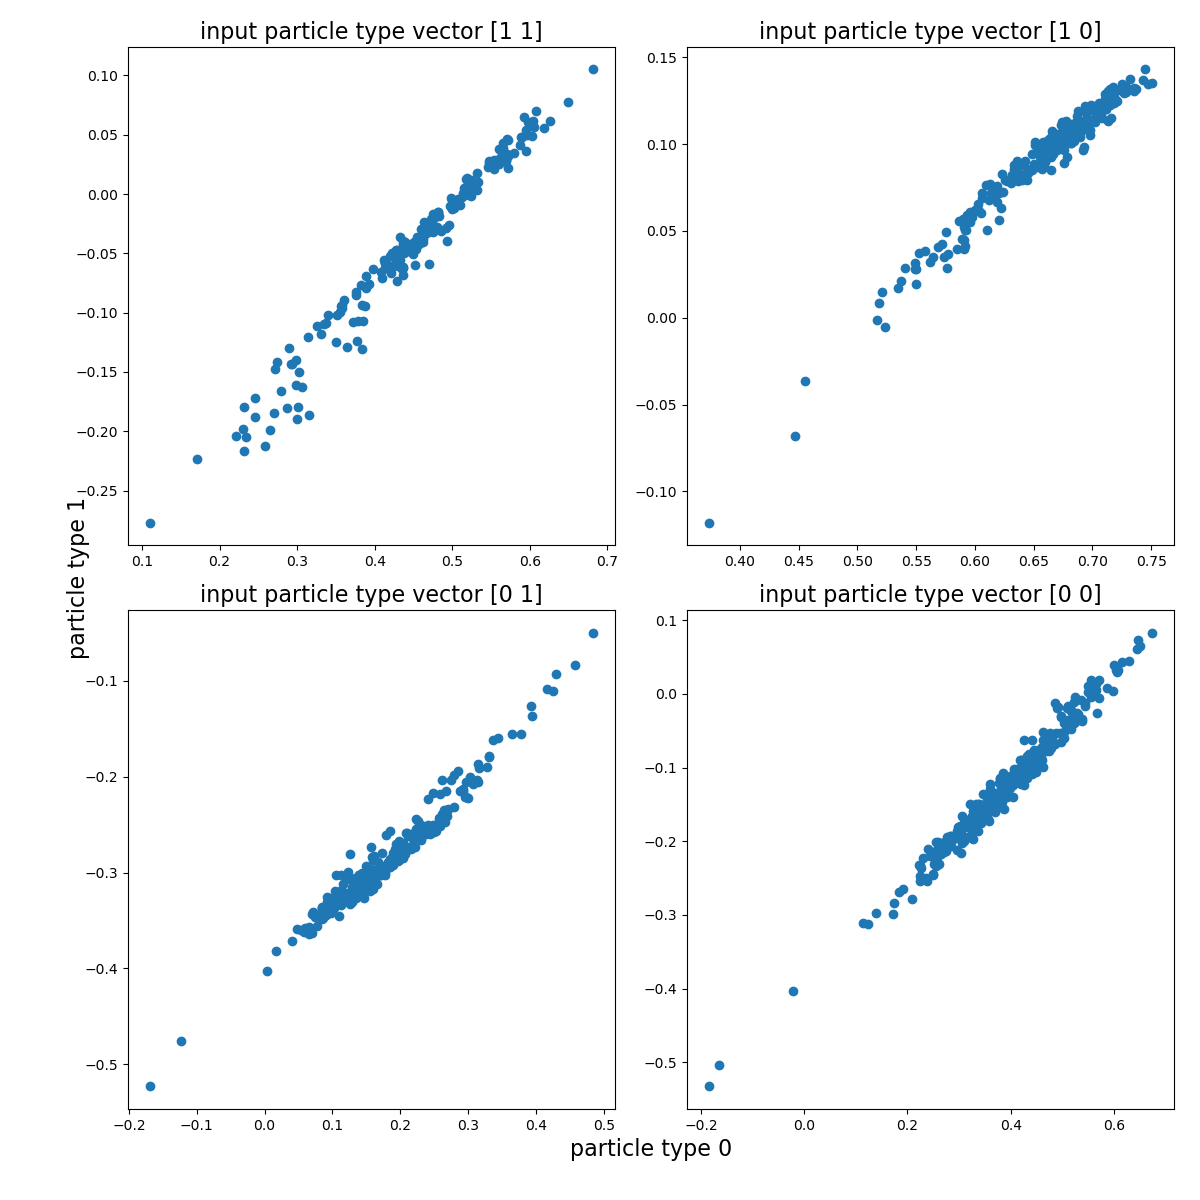 input particle type vector [1 1]
input particle type vector [1 0]
0.10
0.05
0.00
−0.05
−0.10
−0.15
−0.20
−0.25
0.1 0.2 0.3 0.4 0.5 0.6 0.7
0.15
0.10
0.05
0.00
−0.05
−0.10
0.40 0.45 0.50 0.55 0.60 0.65 0.70 0.75
particle type 1
input particle type vector [0 1]
input particle type vector [0 0]
−0.1
−0.2
−0.3
−0.4
−0.5
−0.2 −0.1 0.0 0.1 0.2 0.3 0.4 0.5
0.1
0.0
−0.1
−0.2
−0.3
−0.4
−0.5
−0.2 0.0 0.2 0.4 0.6
particle type 0